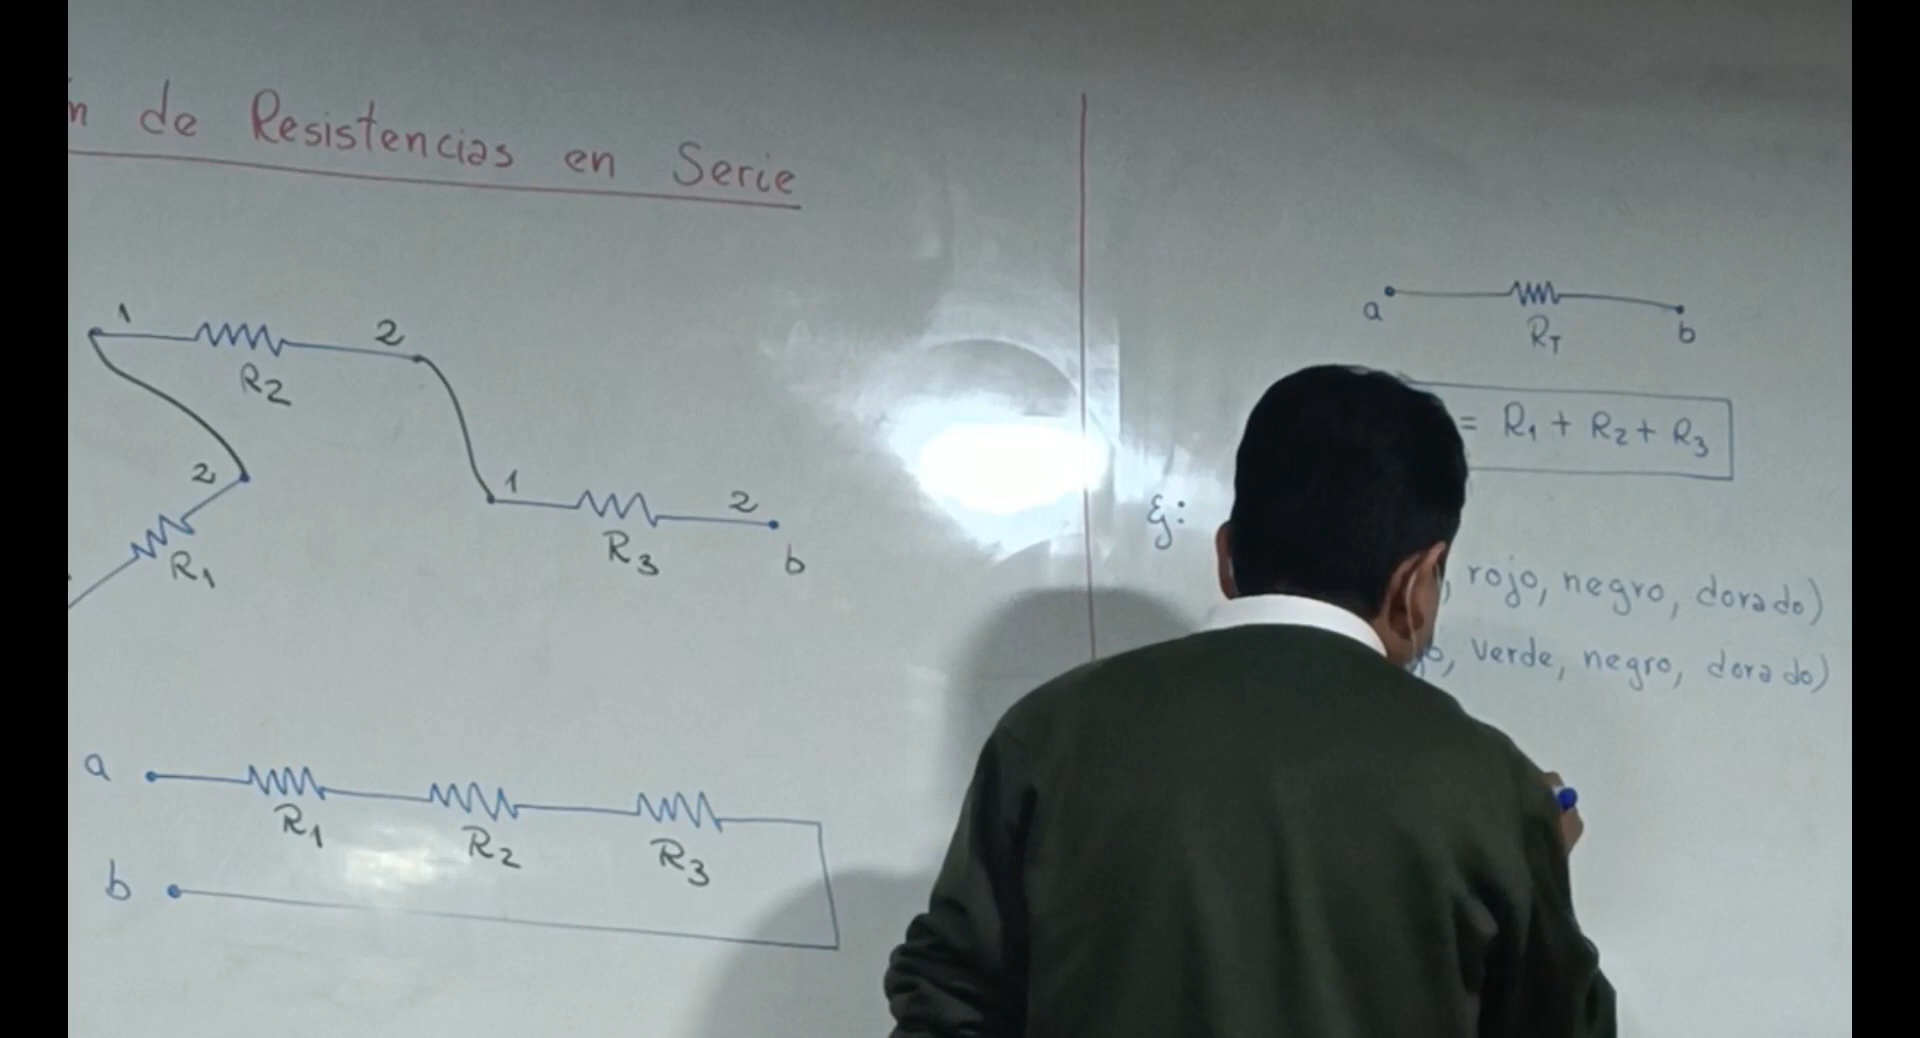 de Resistencias en Serie
1 2
R2
2
R1
1 2
R3 b
a
R1 R2 R3
b
a b
RT
= R1 + R2 + R3
Ej:
, rojo, negro, dorado)
, verde, negro, dorado)